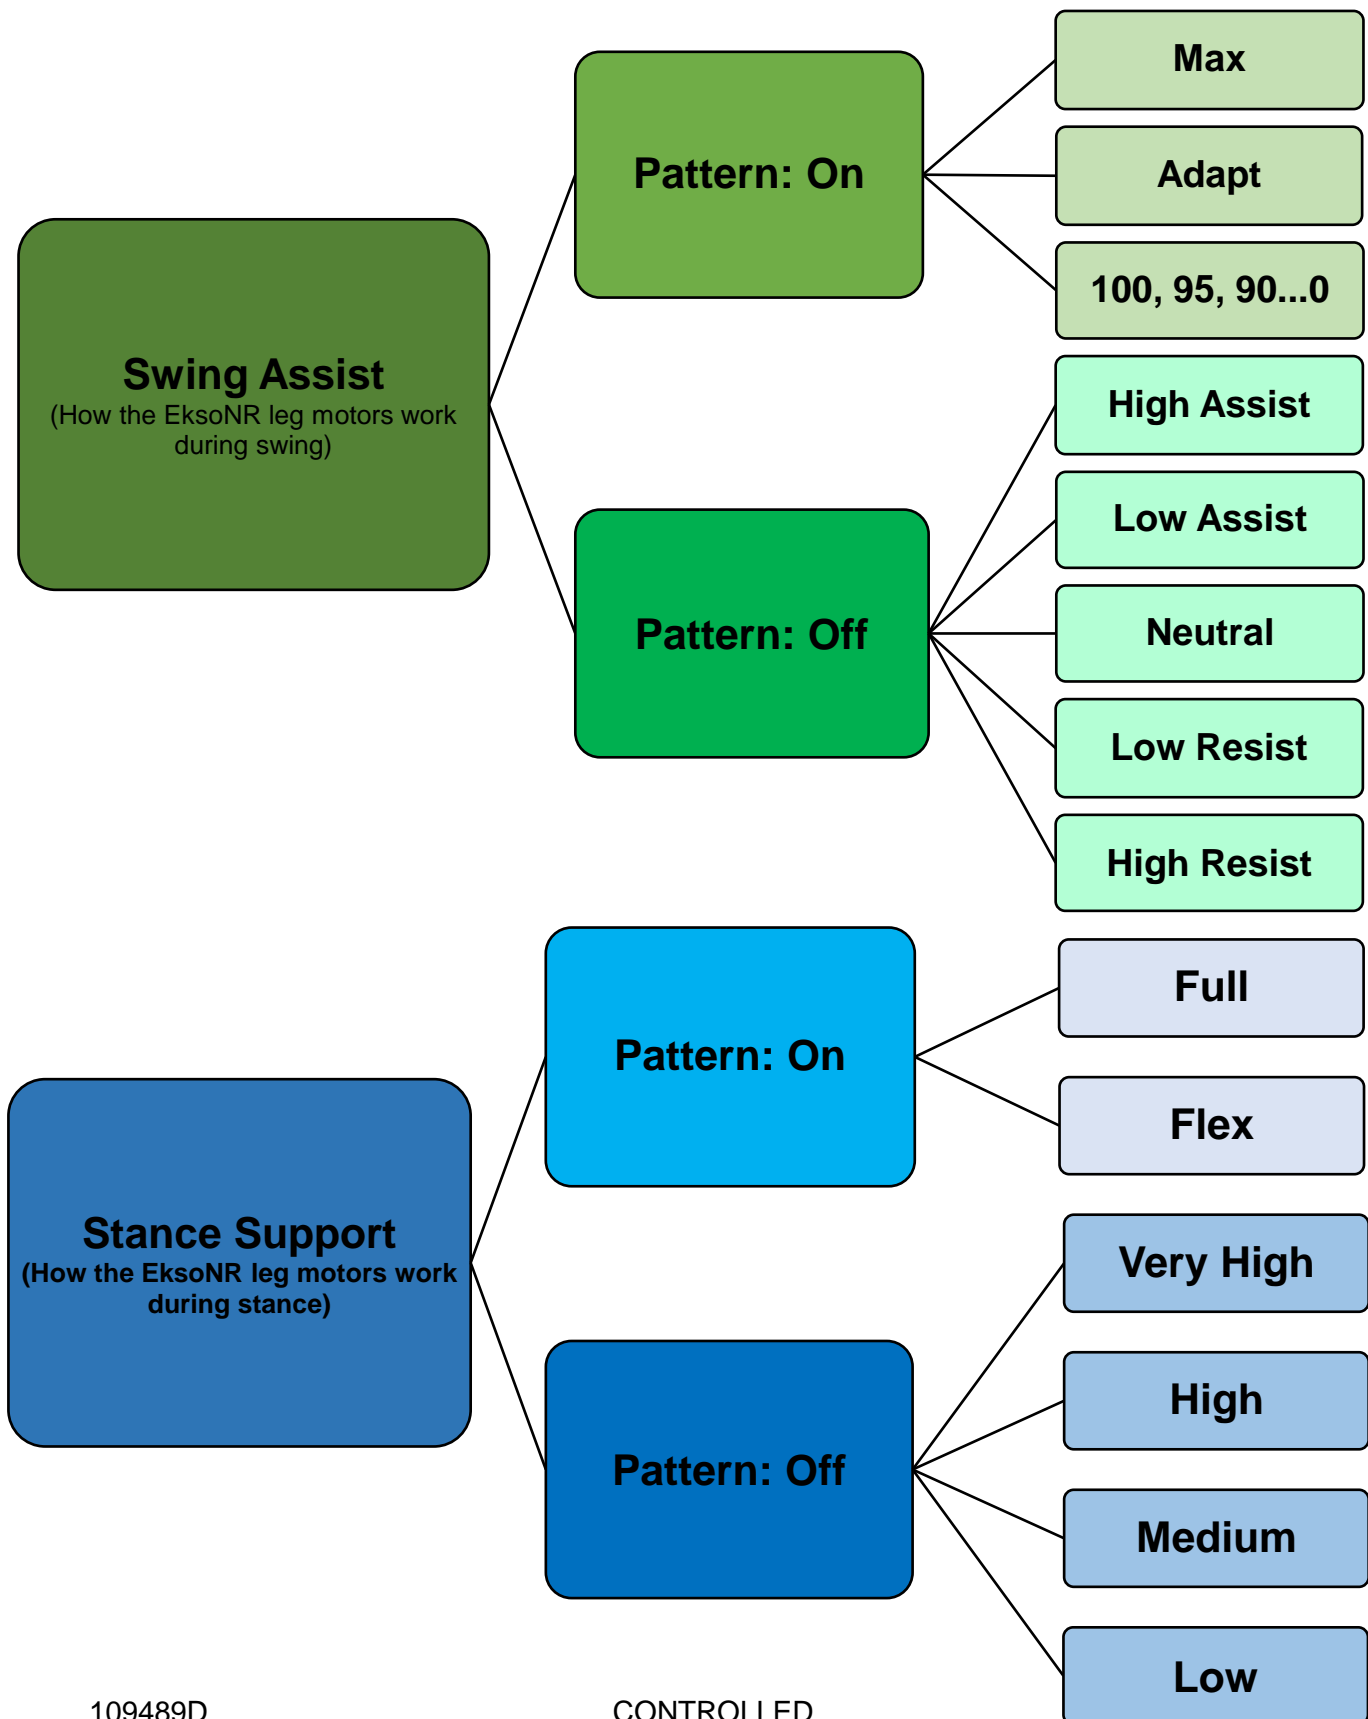 Swing Assist
(How the EksoNR leg motors work
during swing)
Pattern: On
Max
Adapt
100, 95, 90...0
Pattern: Off
High Assist
Low Assist
Neutral
Low Resist
High Resist
Stance Support
(How the EksoNR leg motors work
during stance)
Pattern: On
Full
Flex
Pattern: Off
Very High
High
Medium
Low
109489D
CONTROLLED